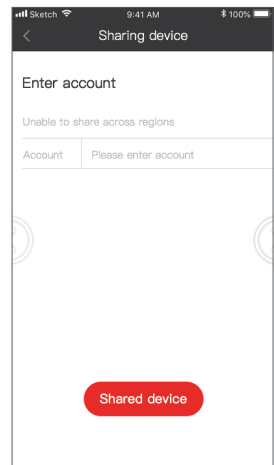 Sketch 9:41 AM 100%
Sharing device
Enter account
Unable to share across regions
Account Please enter account
Shared device